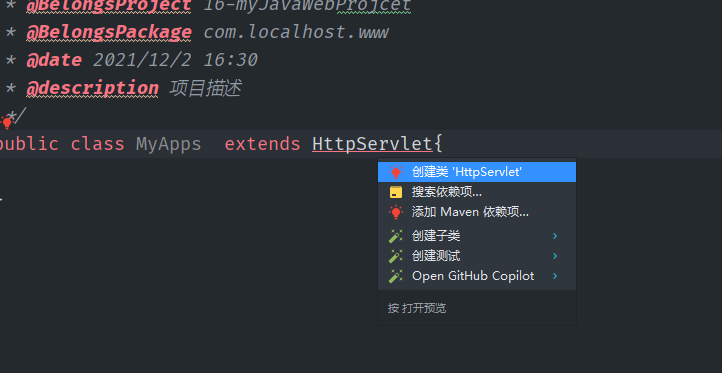 * @BelongsProject 16-myJavaWebProjcet
* @BelongsPackage com.localhost.www
* @date 2021/12/2 16:30
* @description 项目描述
*/
public class MyApps  extends HttpServlet{
创建类 'HttpServlet'
搜索依赖项...
添加 Maven 依赖项...
创建子类
创建测试
Open GitHub Copilot
按 打开预览